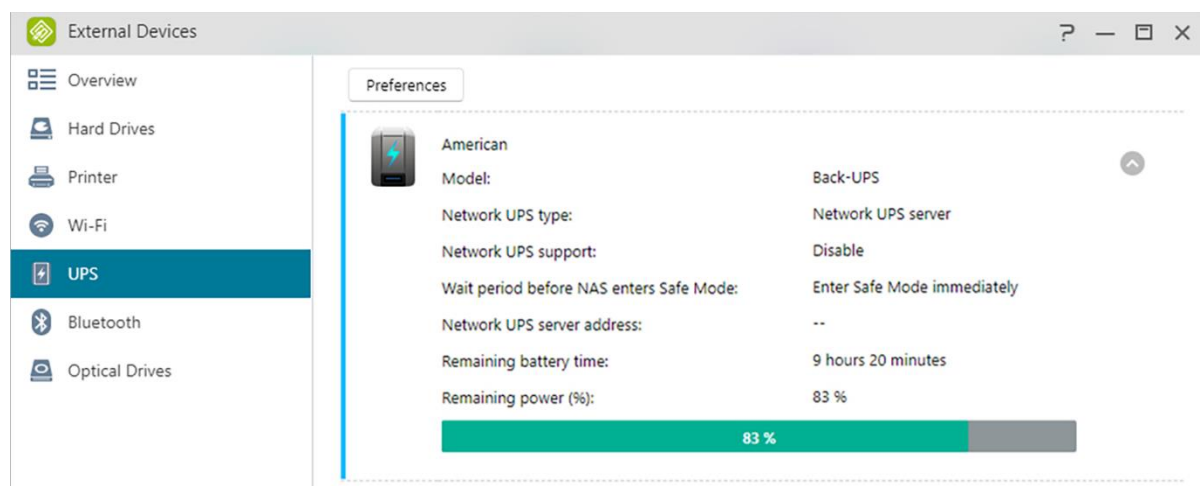 External Devices
Overview
Hard Drives
Printer
Wi-Fi
UPS
Bluetooth
Optical Drives
Preferences
American
Model: Back-UPS
Network UPS type: Network UPS server
Network UPS support: Disable
Wait period before NAS enters Safe Mode: Enter Safe Mode immediately
Network UPS server address: --
Remaining battery time: 9 hours 20 minutes
Remaining power (%): 83 %
83 %